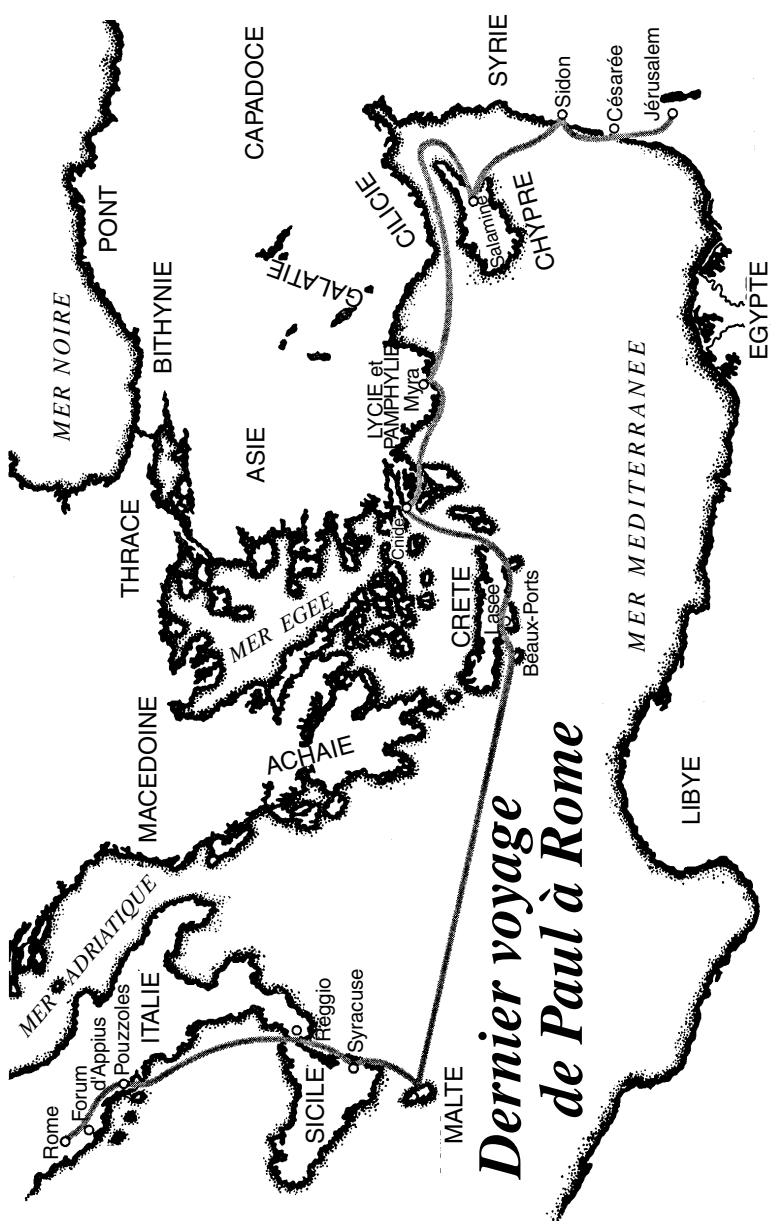 Dernier voyage
de Paul à Rome
Rome
Forum
d'Appius
Pouzzoles
MER ADRIATIQUE
ITALIE
Reggio
SICILE
Syracuse
MALTE
MACEDOINE
ACHAIE
THRACE
MER EGEE
MER NOIRE
BITHYNIE
PONT
ASIE
GALATIE
CAPADOCE
LYCIE et
PAMPHYLIE
Myra
Cnide
CILICIE
CRETE
Lasée
Beaux-Ports
Salamine
CHYPRE
SYRIE
Sidon
Césarée
Jérusalem
MER MEDITERRANEE
LIBYE
EGYPTE